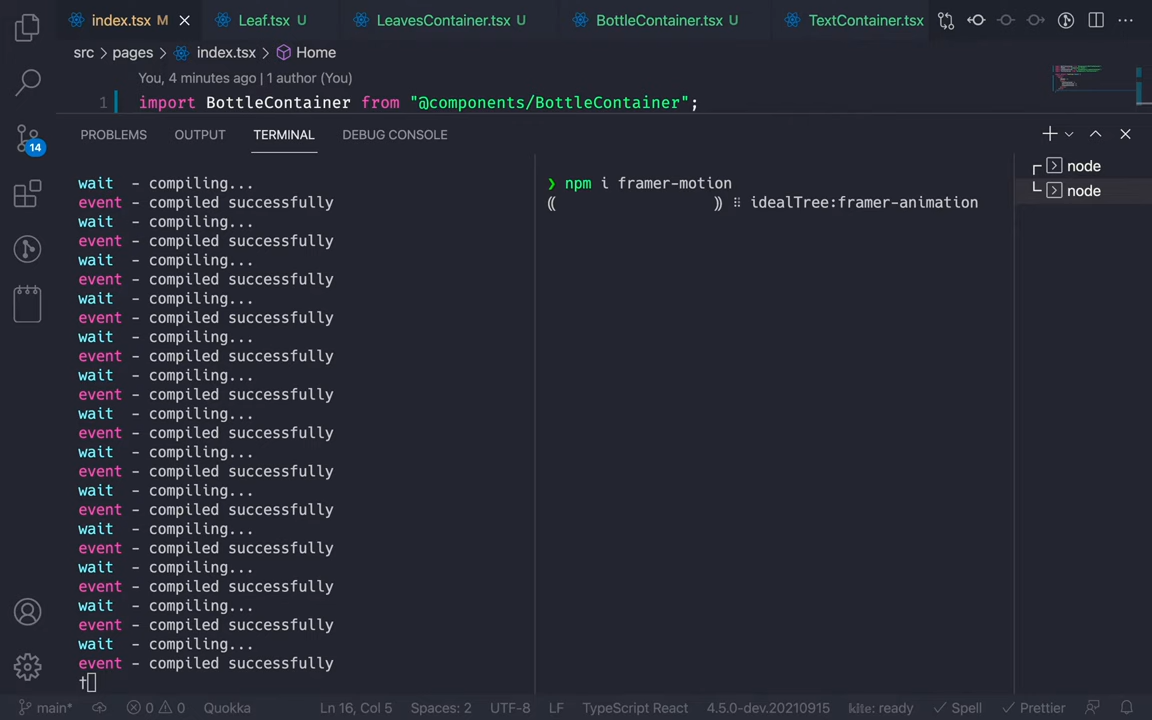 index.tsx M
Leaf.tsx U
LeavesContainer.tsx U
BottleContainer.tsx U
TextContainer.tsx
src > pages > index.tsx > Home
You, 4 minutes ago | 1 author (You)
1 import BottleContainer from "@components/BottleContainer";
PROBLEMS OUTPUT TERMINAL DEBUG CONSOLE
14
wait - compiling...
event - compiled successfully
wait - compiling...
event - compiled successfully
wait - compiling...
event - compiled successfully
wait - compiling...
event - compiled successfully
wait - compiling...
event - compiled successfully
wait - compiling...
event - compiled successfully
wait - compiling...
event - compiled successfully
wait - compiling...
event - compiled successfully
wait - compiling...
event - compiled successfully
wait - compiling...
event - compiled successfully
wait - compiling...
event - compiled successfully
wait - compiling...
event - compiled successfully
wait - compiling...
event - compiled successfully
†
❯ npm i framer-motion
⸨                ⸩ ⠿ idealTree:framer-animation
node
node
main* 0 0 Quokka Ln 16, Col 5 Spaces: 2 UTF-8 LF TypeScript React 4.5.0-dev.20210915 kite: ready Spell Prettier